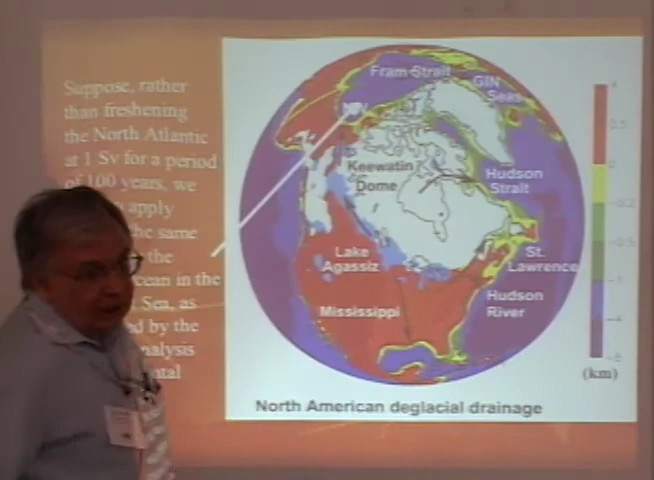 Suppose, rather
than freshening
the North Atlantic
at 1 Sv for a period
of 100 years, we
apply
the same
the
ocean in the
Sea, as
by the
Fram Strait
GIN
Seas
Keewatin
Dome
Hudson
Strait
Lake
Agassiz
St.
Lawrence
Mississippi
Hudson
River
(km)
North American deglacial drainage